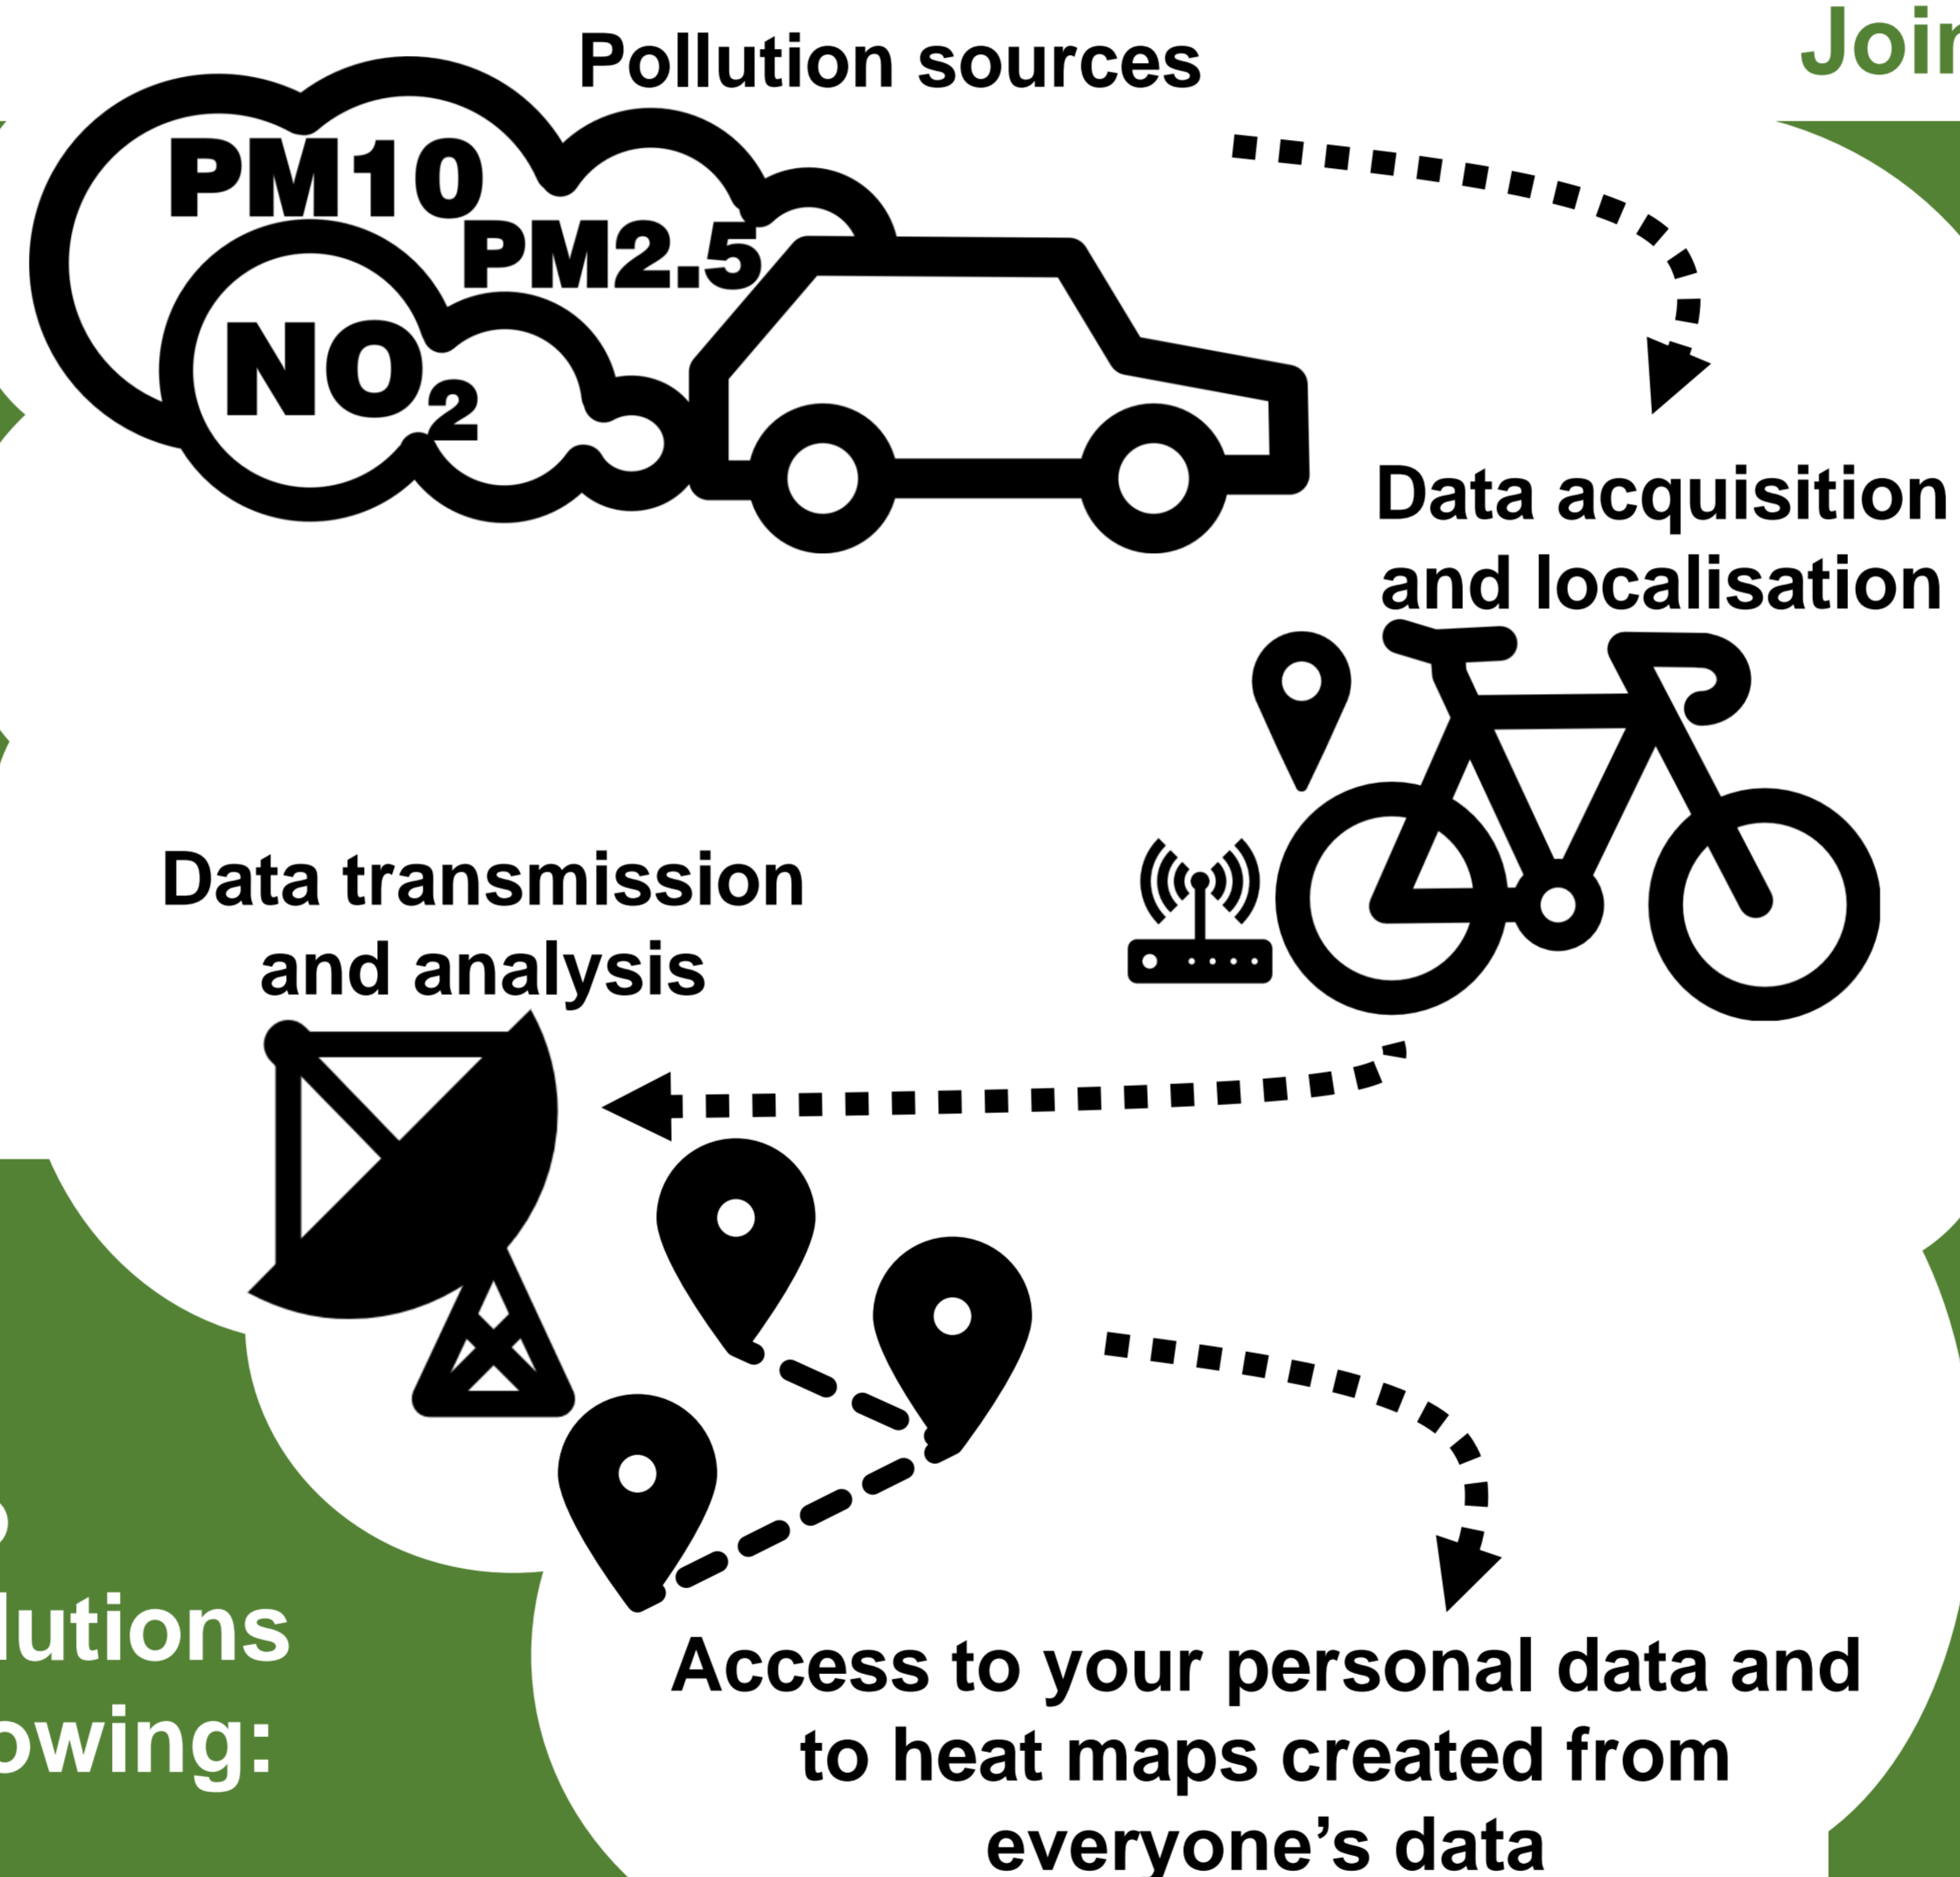 Pollution sources
PM10
PM2.5
NO₂
Data acquisition
and localisation
Data transmission
and analysis
Access to your personal data and
to heat maps created from
everyone’s data